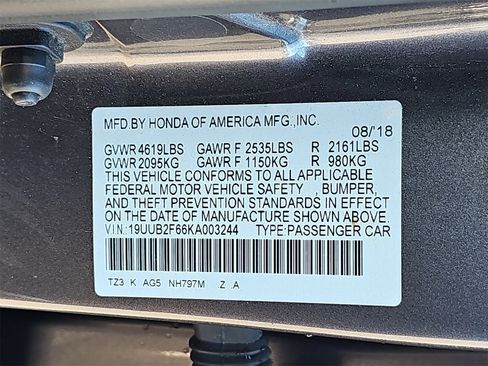 MFD.BY HONDA OF AMERICA MFG.,INC.
08/'18
GVWR 4619LBS GAWR F 2535LBS R 2161LBS
GVWR 2095KG GAWR F 1150KG R 980KG
THIS VEHICLE CONFORMS TO ALL APPLICABLE
FEDERAL MOTOR VEHICLE SAFETY , BUMPER,
AND THEFT PREVENTION STANDARDS IN EFFECT
ON THE DATE OF MANUFACTURE SHOWN ABOVE.
VIN:19UUB2F66KA003244 TYPE:PASSENGER CAR
TZ3 K AG5 NH797M Z .A